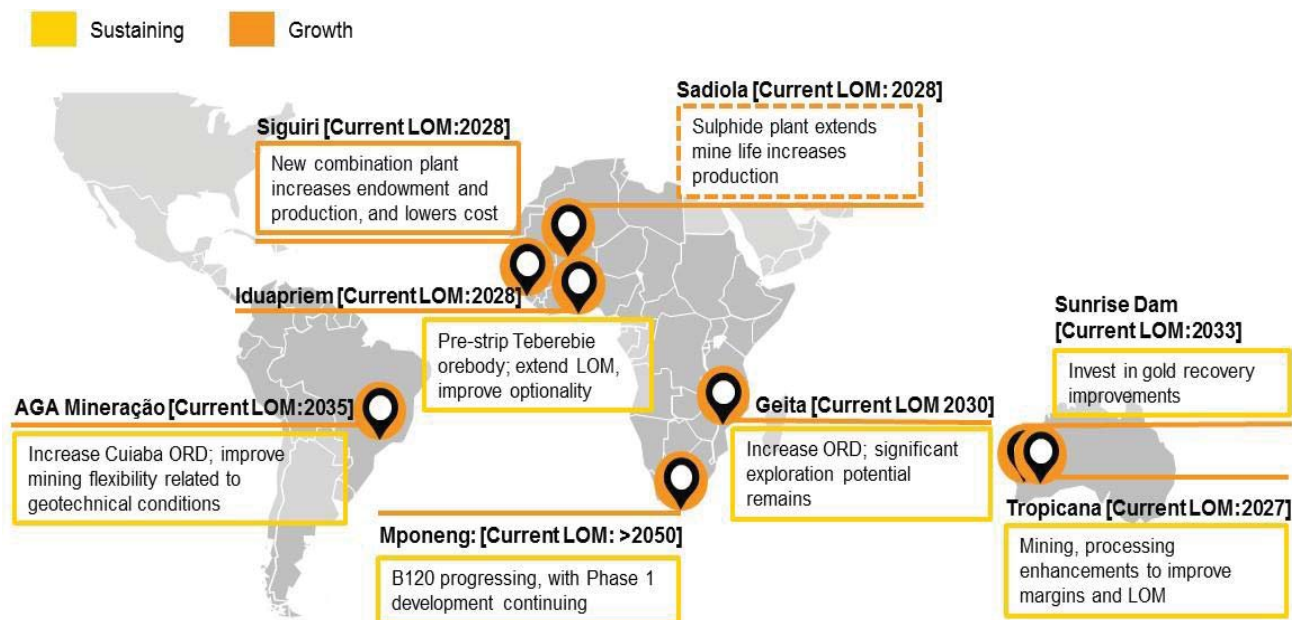 Sustaining
Growth
Sadiola [Current LOM: 2028]
Sulphide plant extends
mine life increases
production
Siguiri [Current LOM:2028]
New combination plant
increases endowment and
production, and lowers cost
Iduapriem [Current LOM:2028]
Pre-strip Teberebie
orebody; extend LOM,
improve optionality
Sunrise Dam
[Current LOM:2033]
Invest in gold recovery
improvements
AGA Mineração [Current LOM:2035]
Increase Cuiaba ORD; improve
mining flexibility related to
geotechnical conditions
Geita [Current LOM 2030]
Increase ORD; significant
exploration potential
remains
Mponeng: [Current LOM: >2050]
B120 progressing, with Phase 1
development continuing
Tropicana [Current LOM:2027]
Mining, processing
enhancements to improve
margins and LOM